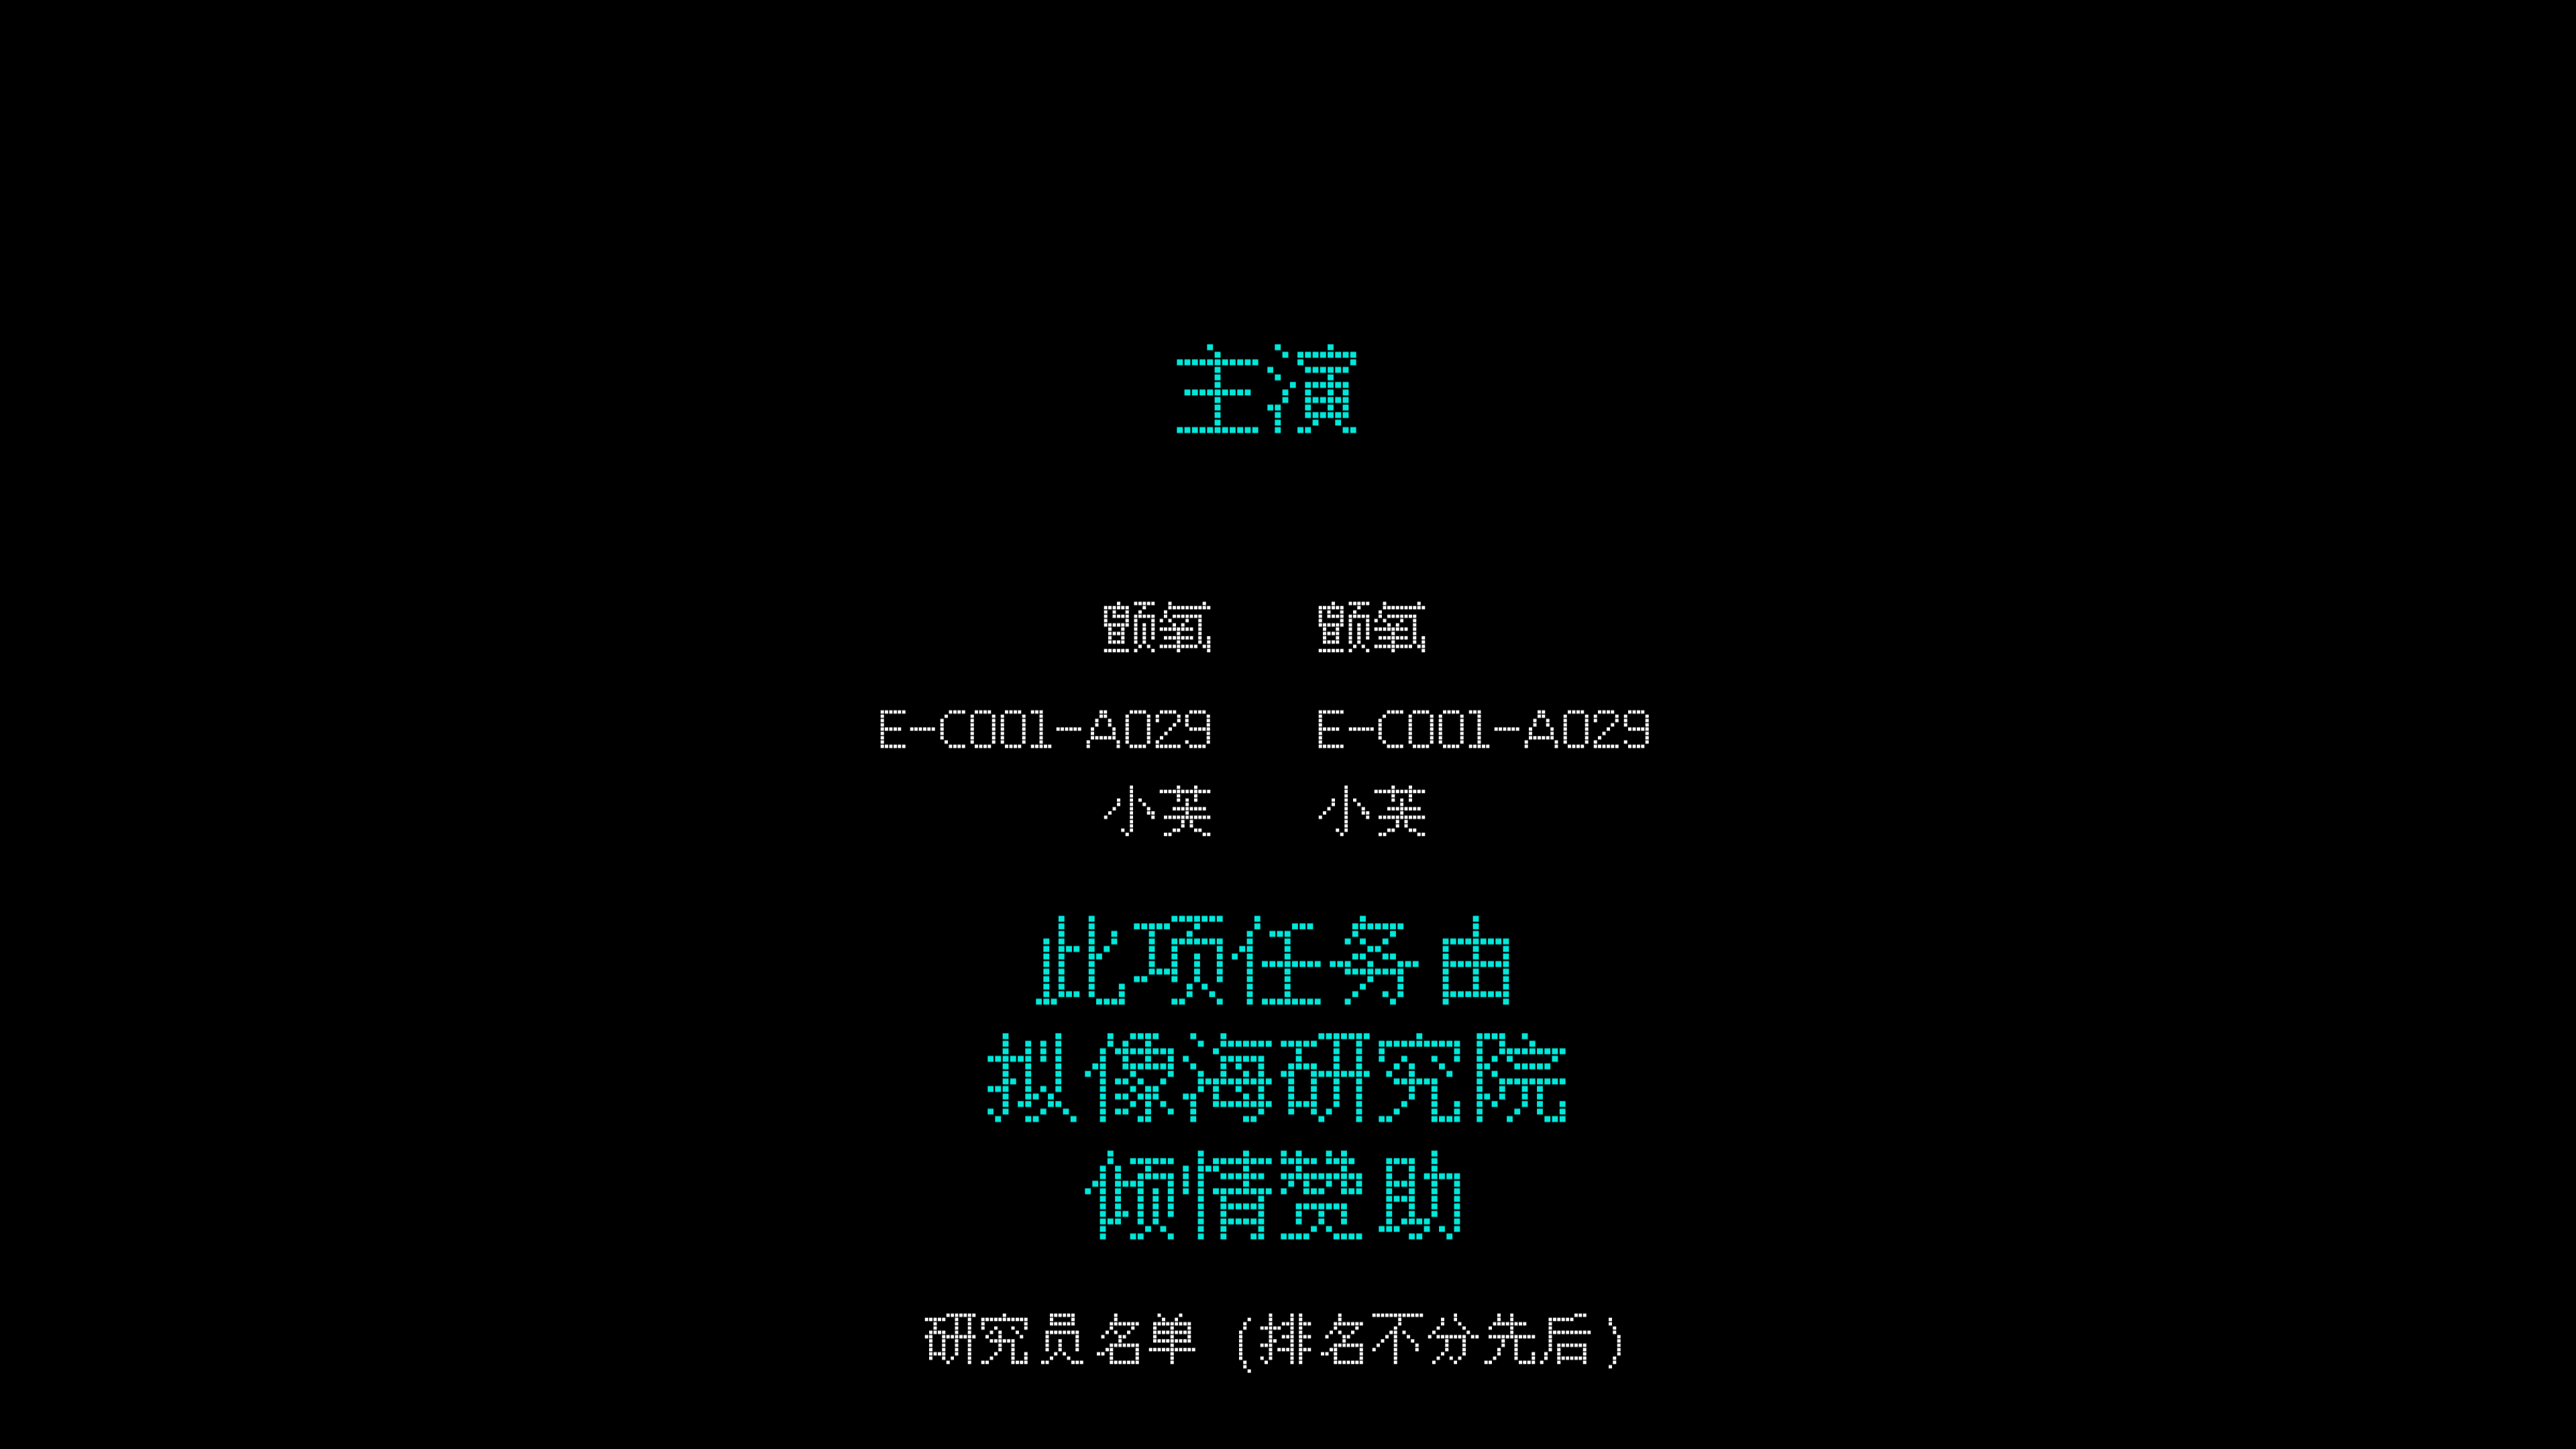 主演
颤氧 颤氧
E-C001-A029 E-C001-A029
小芙 小芙
此项任务由
拟像海研究院
倾情赞助
研究员名单（排名不分先后）